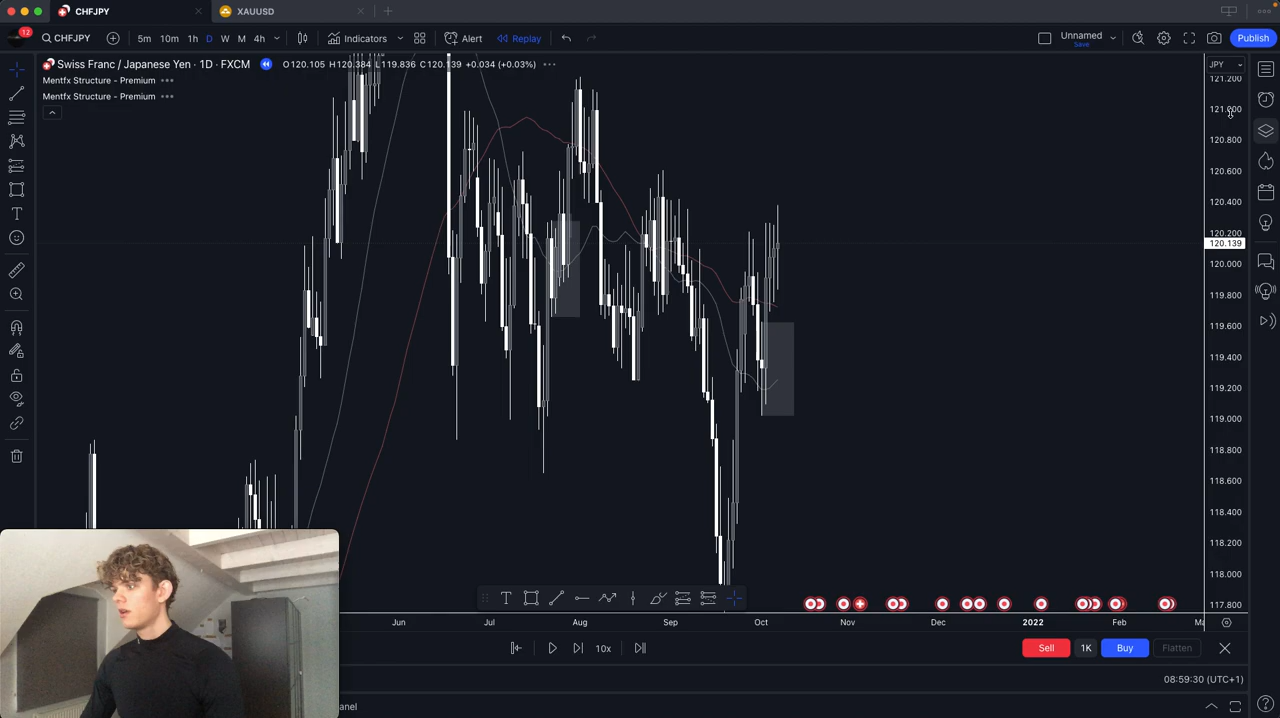 CHFJPY
XAUUSD
12
CHFJPY
5m 10m 1h D W M 4h
Indicators
Alert
Replay
Unnamed
Save
Publish
Swiss Franc / Japanese Yen · 1D · FXCM
O120.105 H120.384 L119.836 C120.139 +0.034 (+0.03%)
Mentfx Structure - Premium
Mentfx Structure - Premium
JPY
121.200
121.000
120.800
120.600
120.400
120.200
120.139
120.000
119.800
119.600
119.400
119.200
119.000
118.800
118.600
118.400
118.200
118.000
117.800
Jun Jul Aug Sep Oct Nov Dec 2022 Feb
10x
Sell 1K Buy Flatten
08:59:30 (UTC+1)
anel